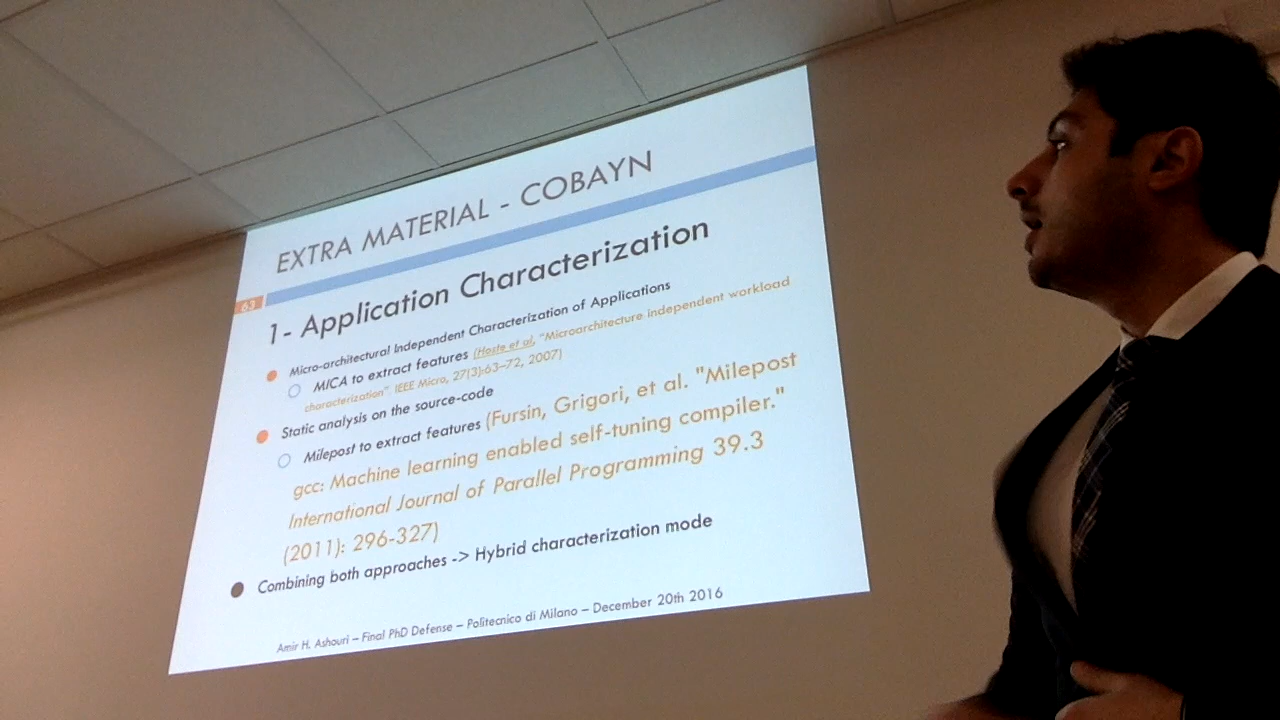 EXTRA MATERIAL - COBAYN
63
1- Application Characterization
Micro-architectural Independent Characterization of Applications
MICA to extract features (Hoste et al, "Microarchitecture independent workload
characterization" IEEE Micro, 27(3):63–72, 2007)
Static analysis on the source-code
Milepost to extract features (Fursin, Grigori, et al. "Milepost
gcc: Machine learning enabled self-tuning compiler."
International Journal of Parallel Programming 39.3
(2011): 296-327)
Combining both approaches -> Hybrid characterization mode
Amir H. Ashouri – Final PhD Defense – Politecnico di Milano – December 20th 2016